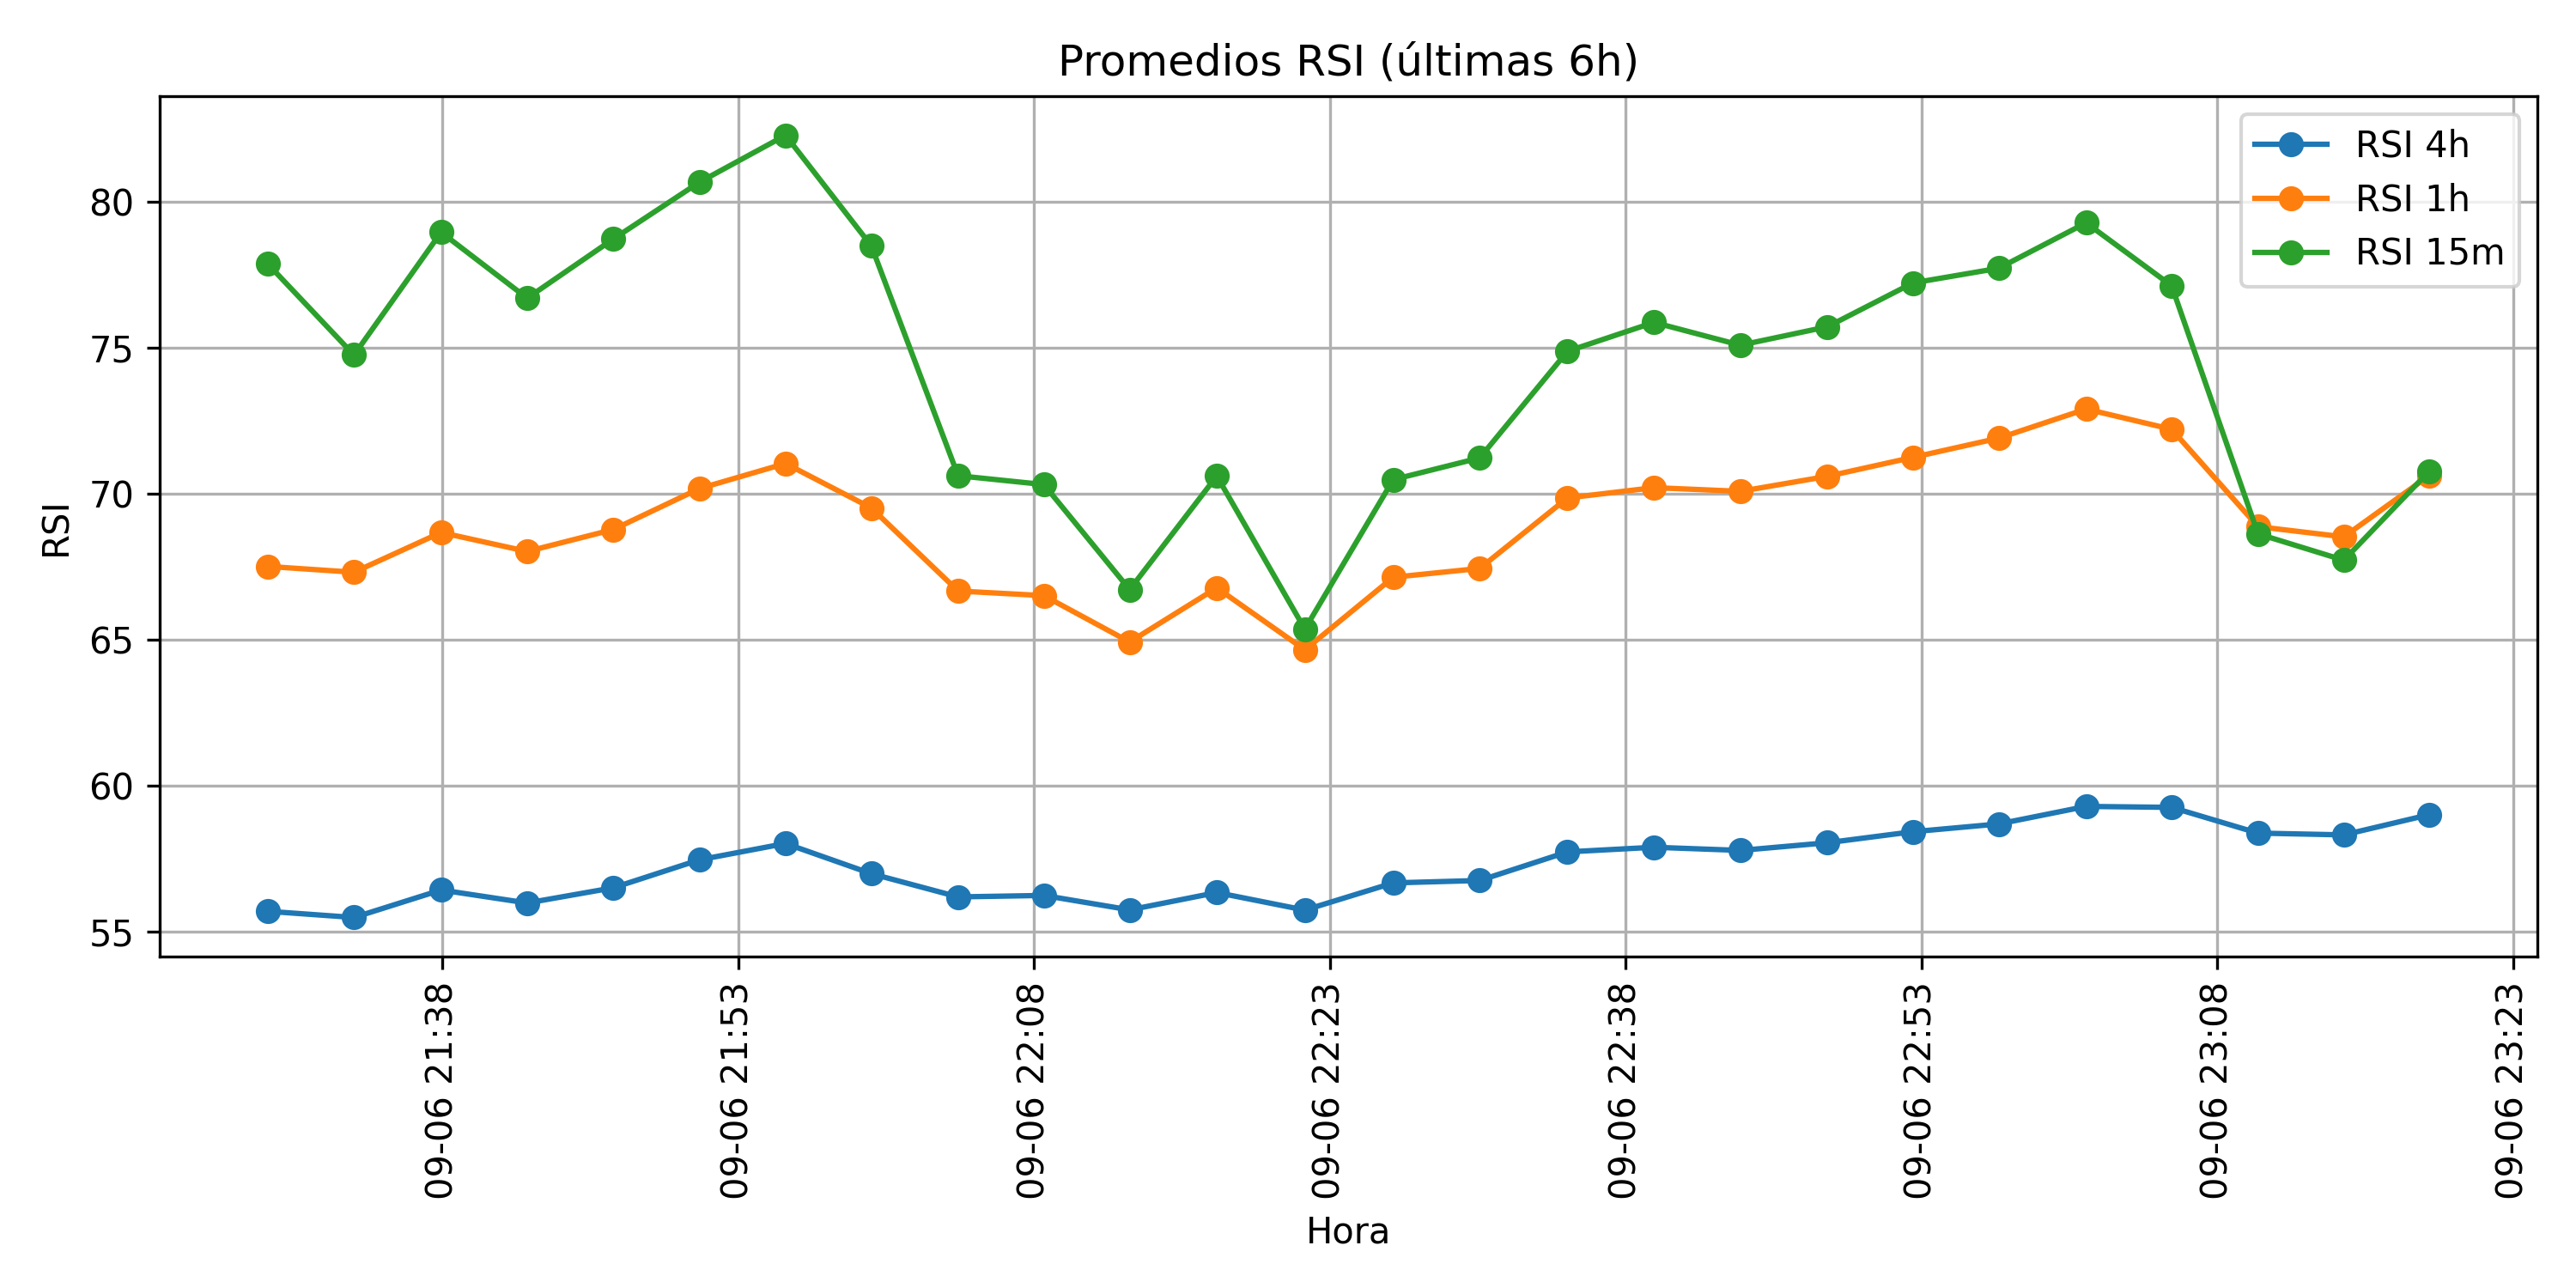 Promedios RSI (últimas 6h)
RSI 4h
RSI 1h
RSI 15m
RSI
80
75
70
65
60
55
09-06 21:38
09-06 21:53
09-06 22:08
09-06 22:23
09-06 22:38
09-06 22:53
09-06 23:08
09-06 23:23
Hora